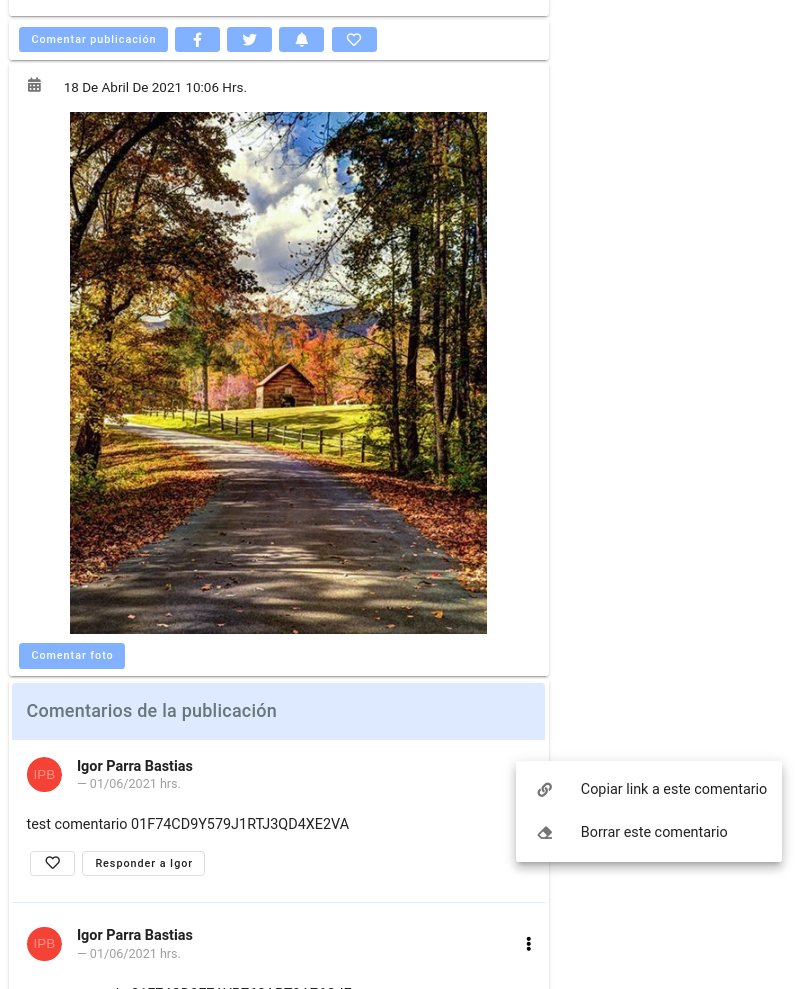 Comentar publicación
18 De Abril De 2021 10:06 Hrs.
Comentar foto
Comentarios de la publicación
IPB
Igor Parra Bastias
— 01/06/2021 hrs.
Copiar link a este comentario
test comentario 01F74CD9Y579J1RTJ3QD4XE2VA
Borrar este comentario
Responder a Igor
IPB
Igor Parra Bastias
— 01/06/2021 hrs.